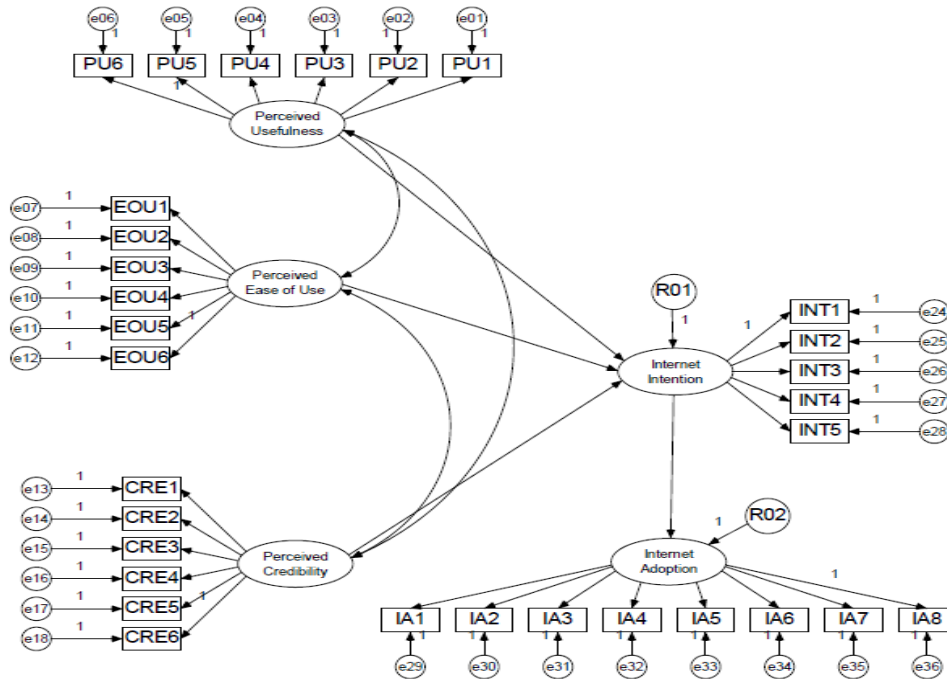 e06 e05 e04 e03 e02 e01
1 1 1 1 1 1
PU6 PU5 PU4 PU3 PU2 PU1
1
Perceived
Usefulness
e07 1 EOU1
e08 1 EOU2
e09 1 EOU3
e10 1 EOU4
e11 1 EOU5 1
e12 1 EOU6
Perceived
Ease of Use
R01
1
Internet
Intention
1 INT1 1 e24
INT2 1 e25
INT3 1 e26
INT4 1 e27
INT5 1 e28
e13 1 CRE1
e14 1 CRE2
e15 1 CRE3
e16 1 CRE4
e17 1 CRE5 1
e18 1 CRE6
Perceived
Credibility
R02
1
Internet
Adoption
1
IA1 IA2 IA3 IA4 IA5 IA6 IA7 IA8
1 1 1 1 1 1 1 1
e29 e30 e31 e32 e33 e34 e35 e36